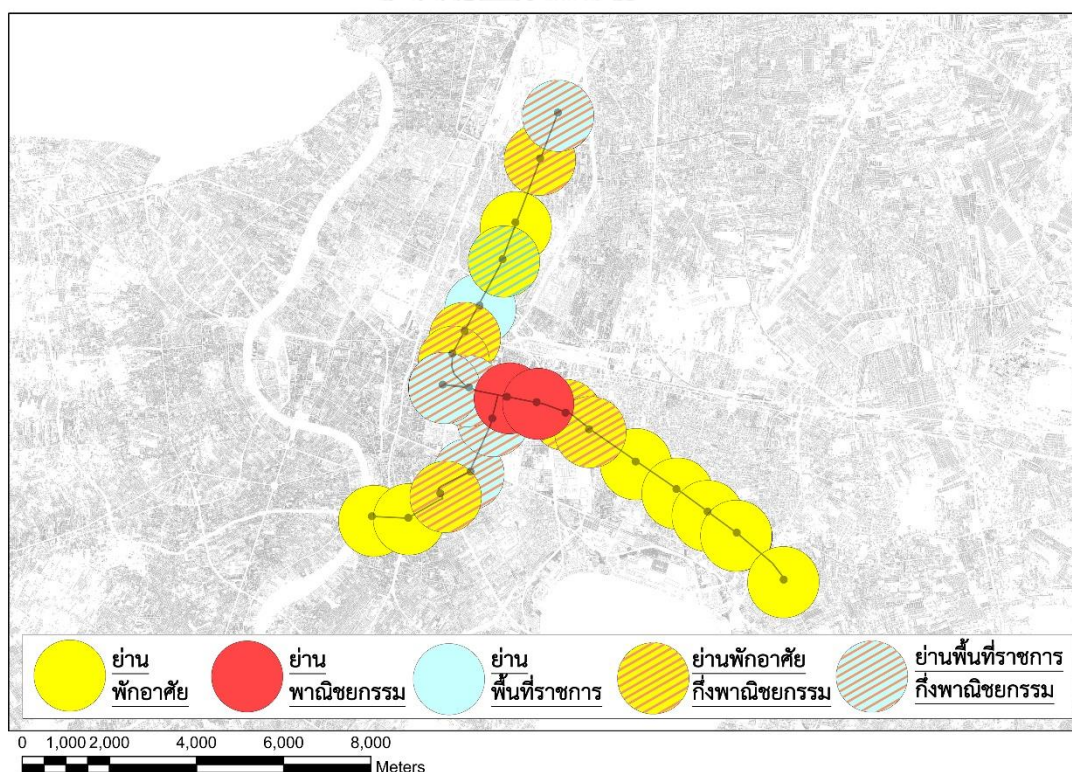 ย่าน
พักอาศัย
ย่าน
พาณิชยกรรม
ย่าน
พื้นที่ราชการ
ย่านพักอาศัย
กึ่งพาณิชยกรรม
ย่านพื้นที่ราชการ
กึ่งพาณิชยกรรม
0 1,000 2,000 4,000 6,000 8,000
Meters